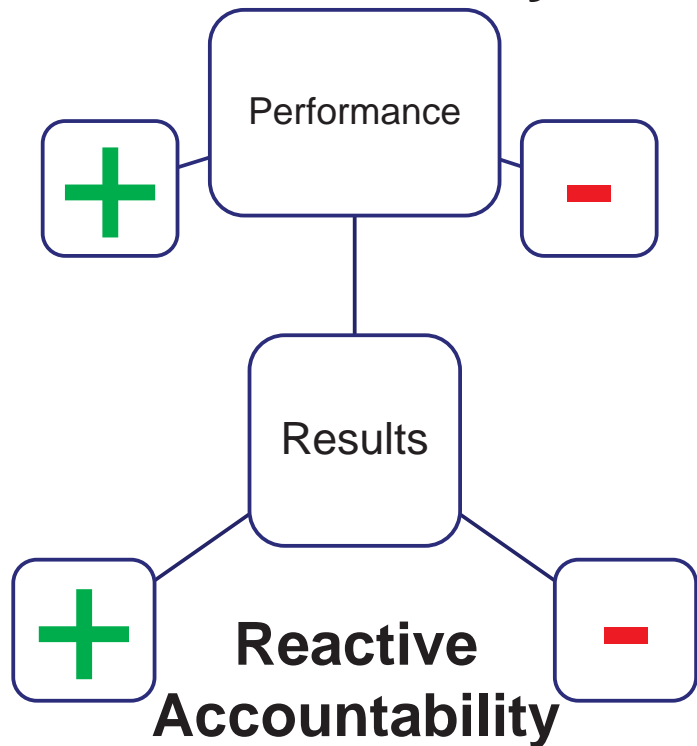 Performance
+
-
Results
+
-
Reactive
Accountability